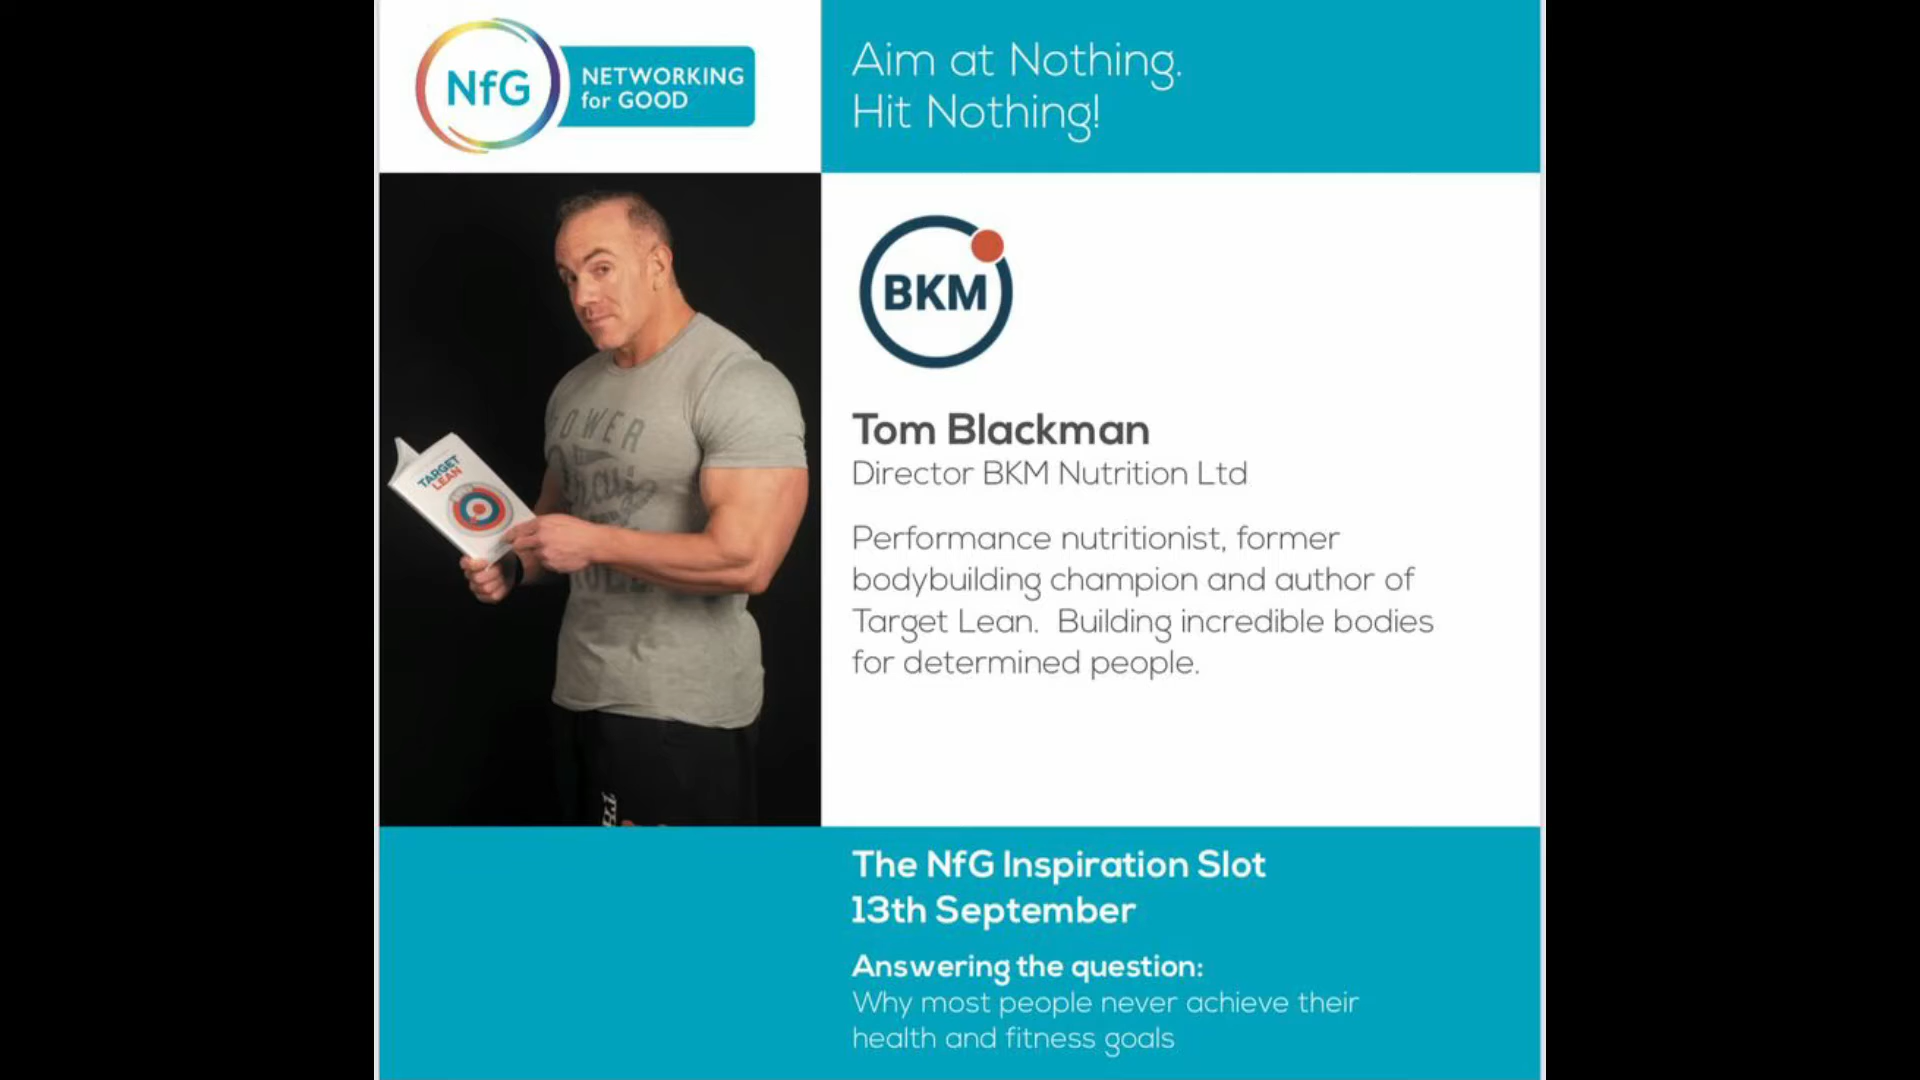 NfG
NETWORKING
for GOOD
Aim at Nothing.
Hit Nothing!
BKM
TARGET
LEAN
Tom Blackman
Director BKM Nutrition Ltd
Performance nutritionist, former
bodybuilding champion and author of
Target Lean.  Building incredible bodies
for determined people.
The NfG Inspiration Slot
13th September
Answering the question:
Why most people never achieve their
health and fitness goals